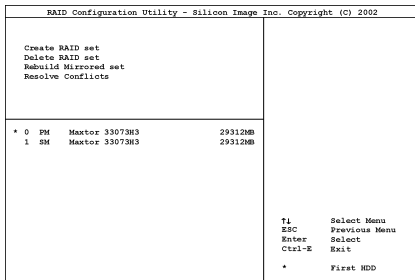 RAID Configuration Utility - Silicon Image Inc. Copyright (C) 2002
Create RAID set
Delete RAID set
Rebuild Mirrored set
Resolve Conflicts
* 0 PM Maxtor 33073H3 29312MB
1 SM Maxtor 33073H3 29312MB
↑↓ Select Menu
ESC Previous Menu
Enter Select
Ctrl-E Exit
* First HDD